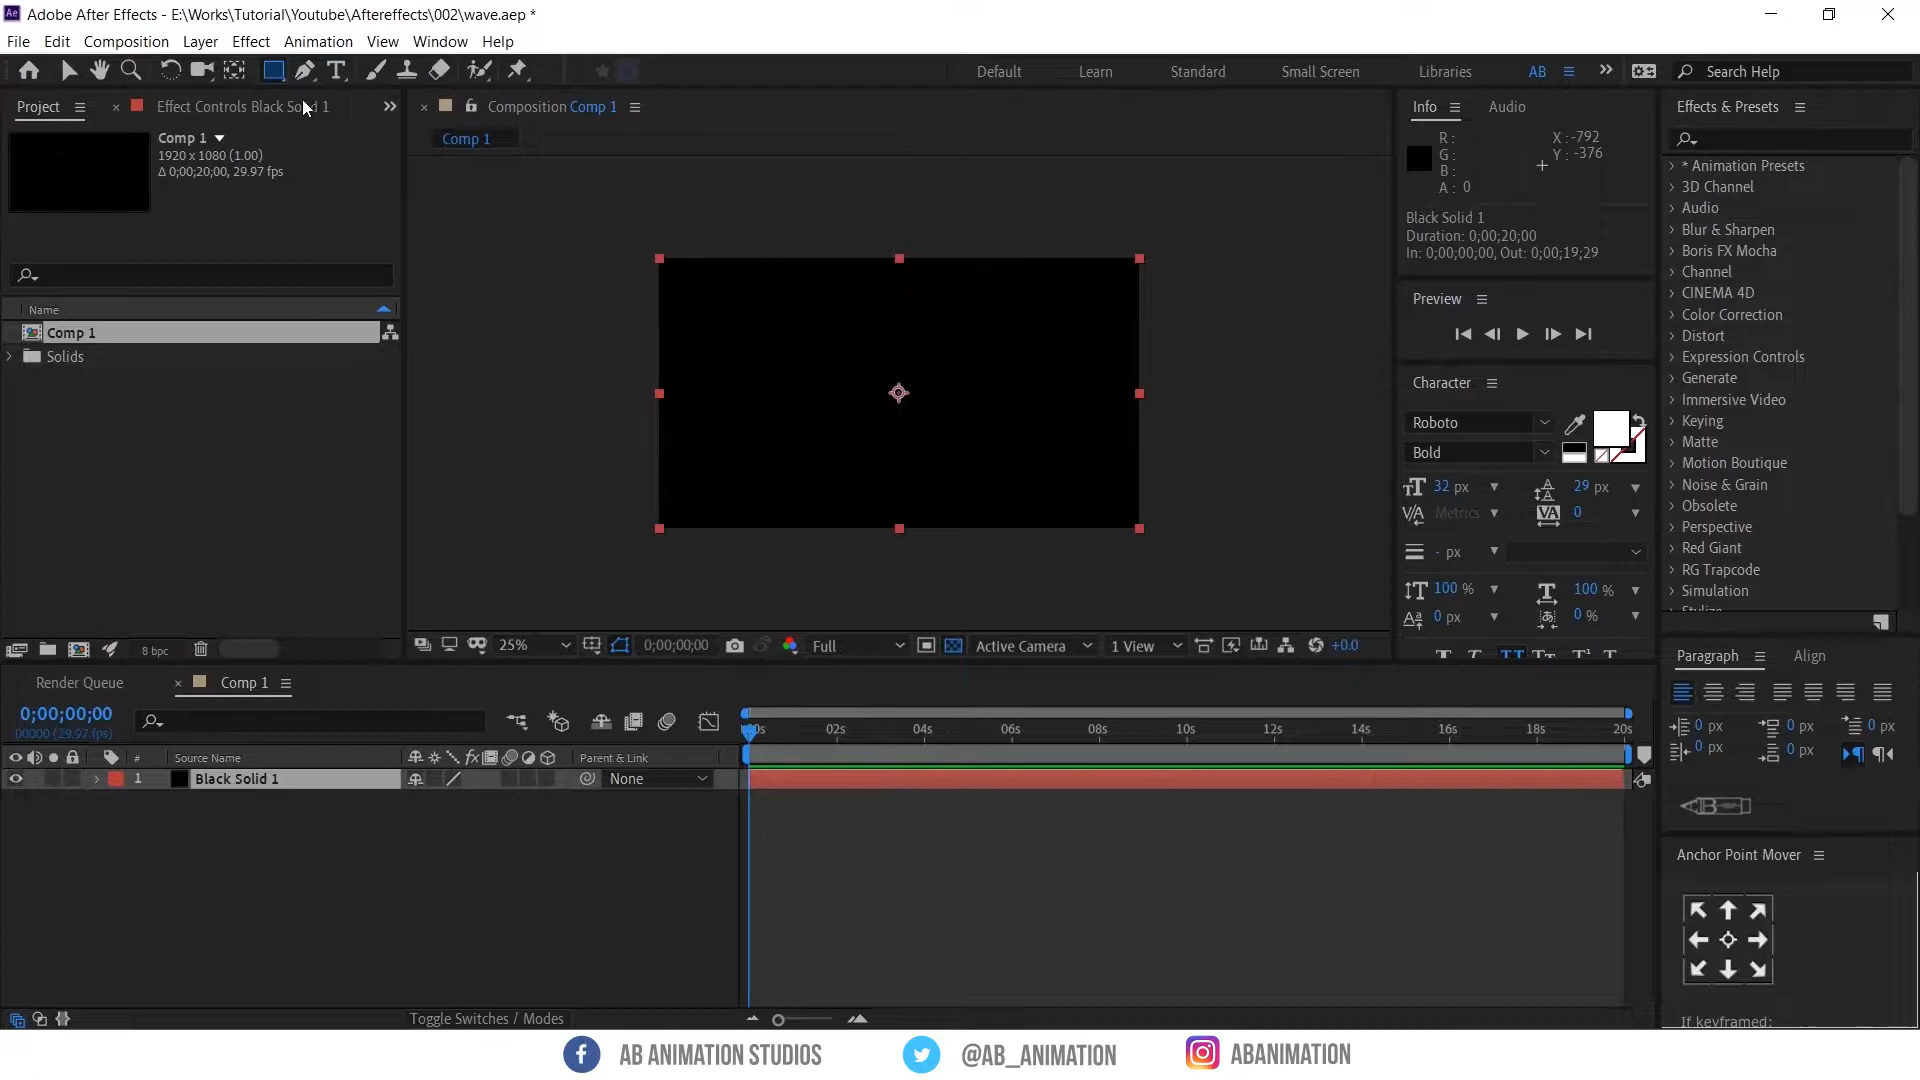 Adobe After Effects - E:\Works\Tutorial\Youtube\Aftereffects\002\wave.aep *
File Edit Composition Layer Effect Animation View Window Help
Default Learn Standard Small Screen Libraries AB Search Help
Project Effect Controls Black Solid 1
Comp 1
1920 x 1080 (1.00)
Δ 0;00;20;00, 29.97 fps
Name
Comp 1
Solids
8 bpc
Composition Comp 1
Comp 1
25% 0;00;00;00 Full Active Camera 1 View +0.0
Info Audio
R :
G :
B :
A : 0
X : -792
Y : -376
Black Solid 1
Duration: 0;00;20;00
In: 0;00;00;00, Out: 0;00;19;29
Preview
Character
Roboto
Bold
32 px 29 px
Metrics 0
- px
100 % 100 %
0 px 0 %
Effects & Presets
* Animation Presets
3D Channel
Audio
Blur & Sharpen
Boris FX Mocha
Channel
CINEMA 4D
Color Correction
Distort
Expression Controls
Generate
Immersive Video
Keying
Matte
Motion Boutique
Noise & Grain
Obsolete
Perspective
Red Giant
RG Trapcode
Simulation
Stylize
Paragraph Align
0 px 0 px 0 px
0 px 0 px
Anchor Point Mover
If keyframed:
Render Queue Comp 1
0;00;00;00
00000 (29.97 fps)
# Source Name Parent & Link
1 Black Solid 1 None
02s 04s 06s 08s 10s 12s 14s 16s 18s 20s
Toggle Switches / Modes
AB ANIMATION STUDIOS @AB_ANIMATION ABANIMATION